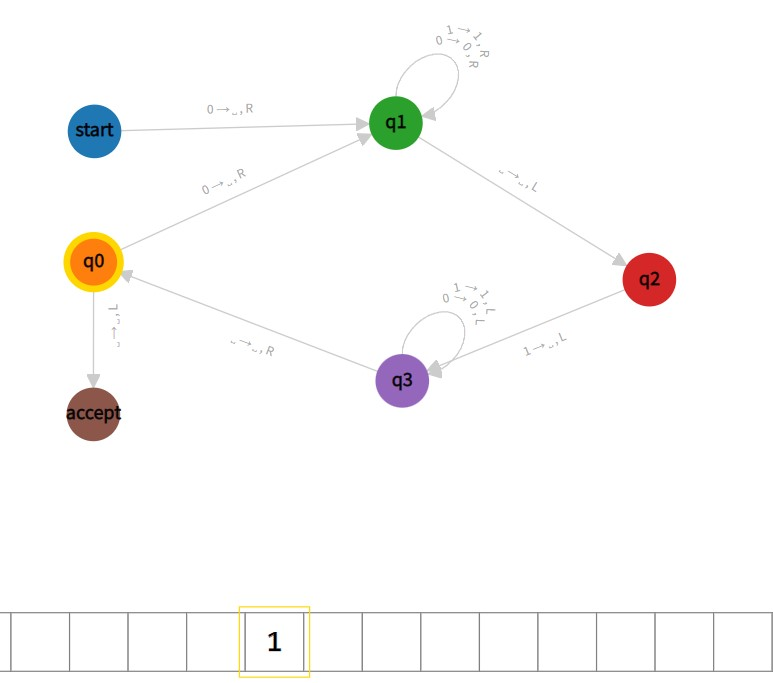 1→1,R
0→0,R
0→␣,R
start
q1
␣→␣,L
0→␣,R
q0
q2
1→1,L
0→0,L
␣→␣,L
␣→␣,R
1→␣,L
q3
accept
1